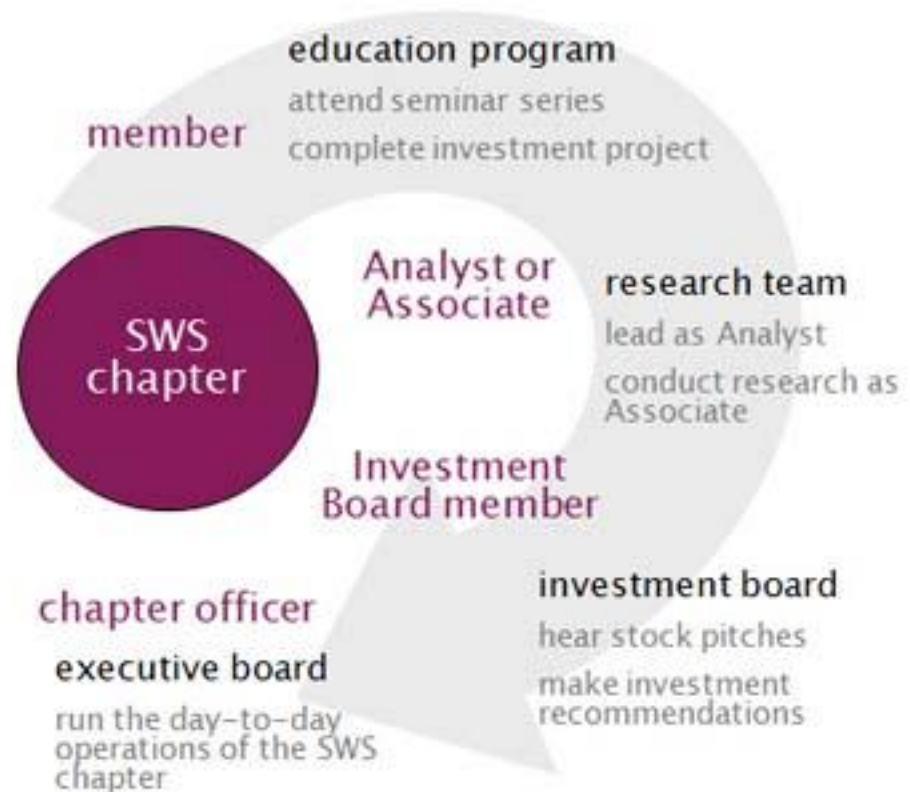 education program
attend seminar series
complete investment project
member
SWS
chapter
Analyst or
Associate
research team
lead as Analyst
conduct research as
Associate
Investment
Board member
investment board
hear stock pitches
make investment
recommendations
chapter officer
executive board
run the day-to-day
operations of the SWS
chapter